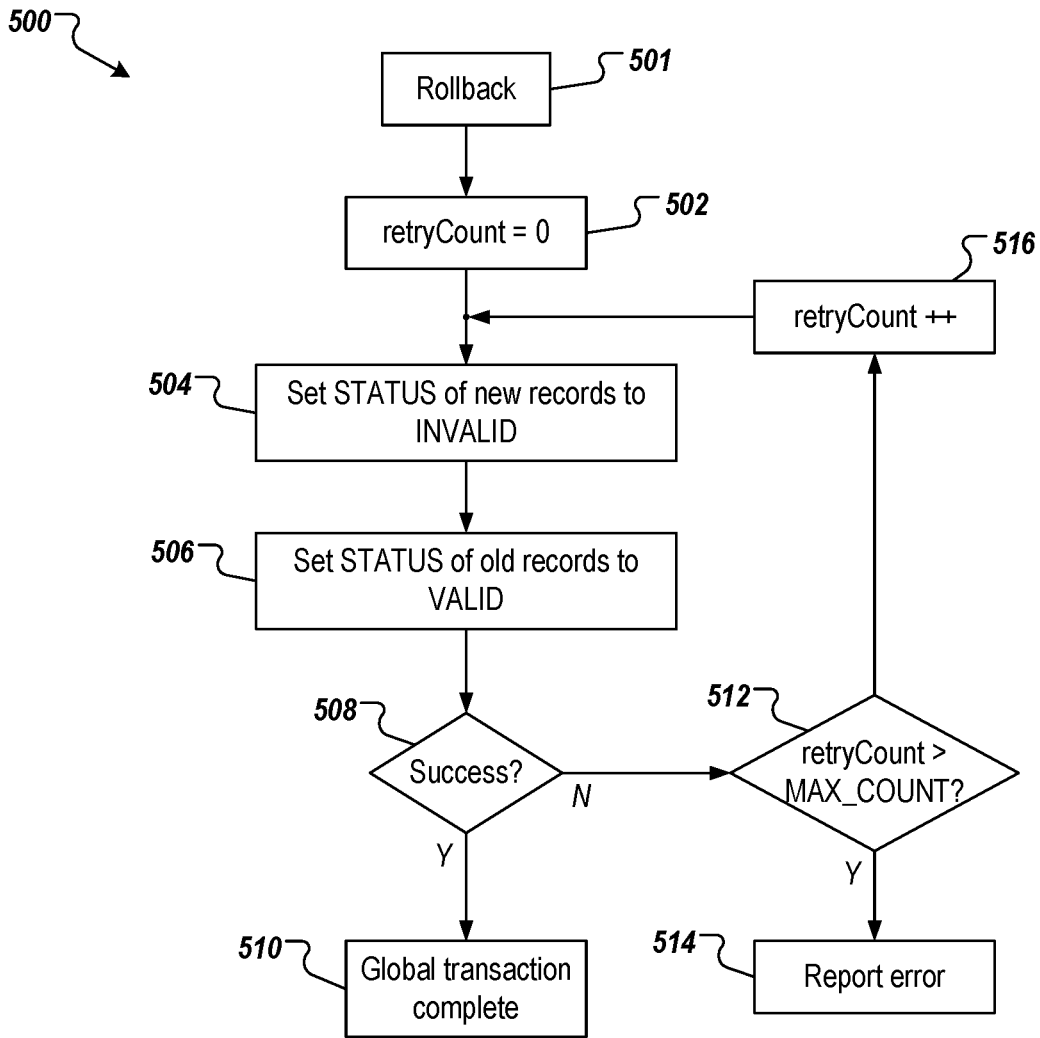 500
501
Rollback
502
retryCount = 0
516
retryCount ++
504
Set STATUS of new records to
INVALID
506
Set STATUS of old records to
VALID
508
Success?
N
Y
512
retryCount >
MAX_COUNT?
Y
510
Global transaction
complete
514
Report error